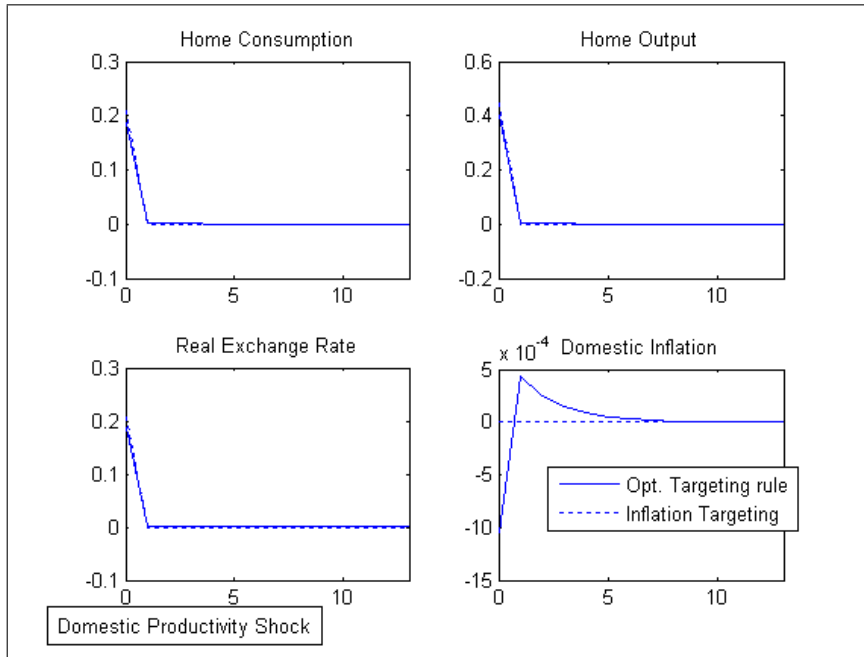 Home Consumption
0.3
0.2
0.1
0
-0.1
0 5 10
Home Output
0.6
0.4
0.2
0
-0.2
0 5 10
Real Exchange Rate
0.3
0.2
0.1
0
-0.1
0 5 10
x 10^-4 Domestic Inflation
5
0
-5
-10
-15
0 5 10
Opt. Targeting rule
Inflation Targeting
Domestic Productivity Shock